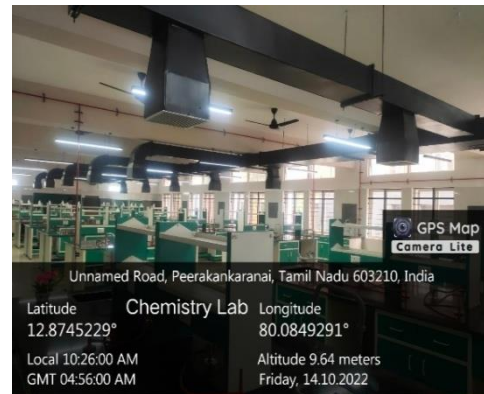 GPS Map
Camera Lite
Unnamed Road, Peerakankaranai, Tamil Nadu 603210, India
Latitude Chemistry Lab Longitude
12.8745229° 80.0849291°
Local 10:26:00 AM Altitude 9.64 meters
GMT 04:56:00 AM Friday, 14.10.2022